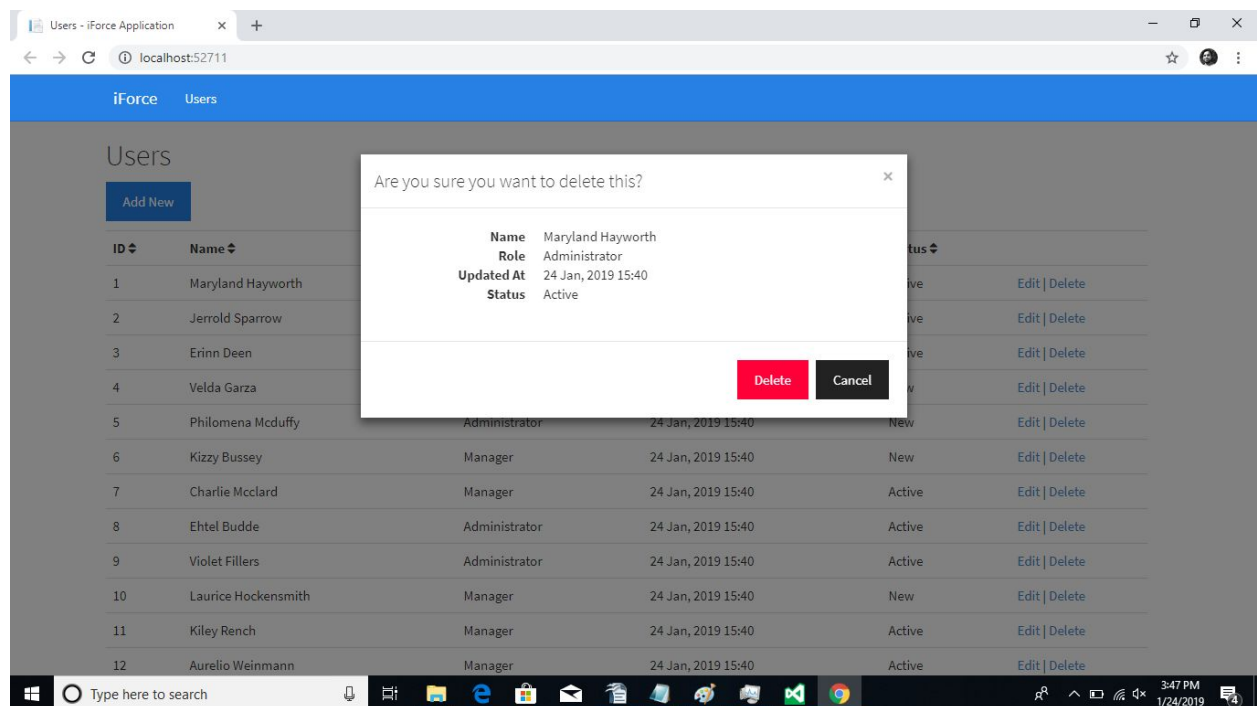 Users - iForce Application
localhost:52711
iForce Users
Users
Add New
Are you sure you want to delete this? ×
Name Maryland Hayworth
Role Administrator
Updated At 24 Jan, 2019 15:40
Status Active
Delete Cancel
ID Name tus
1 Maryland Hayworth ive Edit | Delete
2 Jerrold Sparrow ive Edit | Delete
3 Erinn Deen ive Edit | Delete
4 Velda Garza w Edit | Delete
5 Philomena Mcduffy Administrator 24 Jan, 2019 15:40 New Edit | Delete
6 Kizzy Bussey Manager 24 Jan, 2019 15:40 New Edit | Delete
7 Charlie Mcclard Manager 24 Jan, 2019 15:40 Active Edit | Delete
8 Ehtel Budde Administrator 24 Jan, 2019 15:40 Active Edit | Delete
9 Violet Fillers Administrator 24 Jan, 2019 15:40 Active Edit | Delete
10 Laurice Hockensmith Manager 24 Jan, 2019 15:40 New Edit | Delete
11 Kiley Rench Manager 24 Jan, 2019 15:40 Active Edit | Delete
12 Aurelio Weinmann Manager 24 Jan, 2019 15:40 Active Edit | Delete
Type here to search
3:47 PM
1/24/2019
4